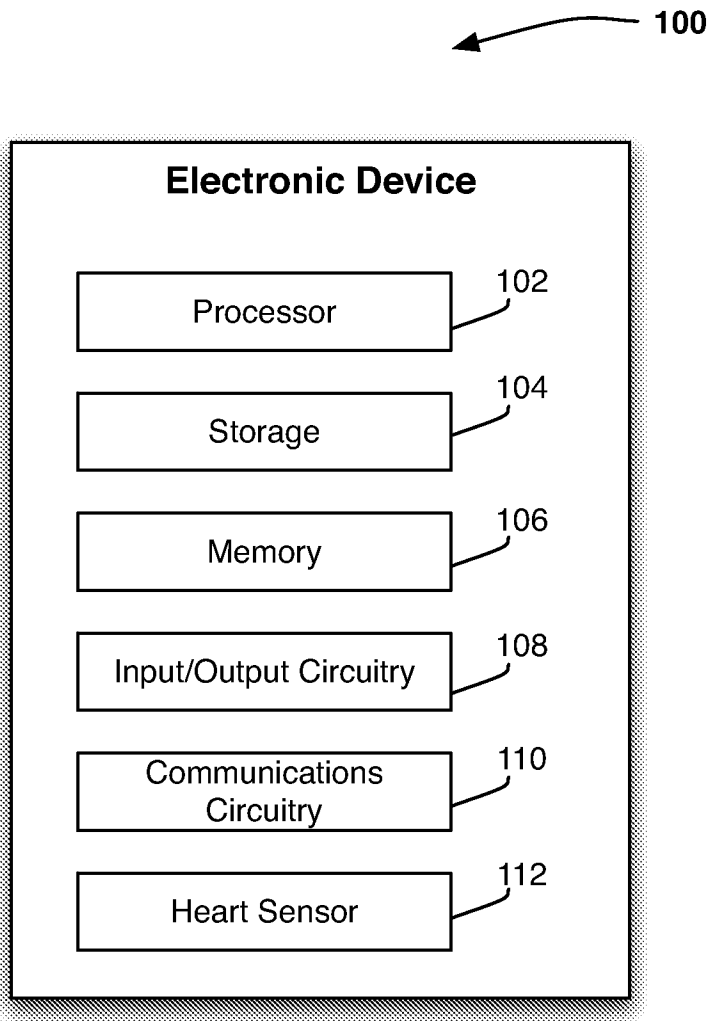 100
Electronic Device
102
Processor
104
Storage
106
Memory
108
Input/Output Circuitry
110
Communications
Circuitry
112
Heart Sensor